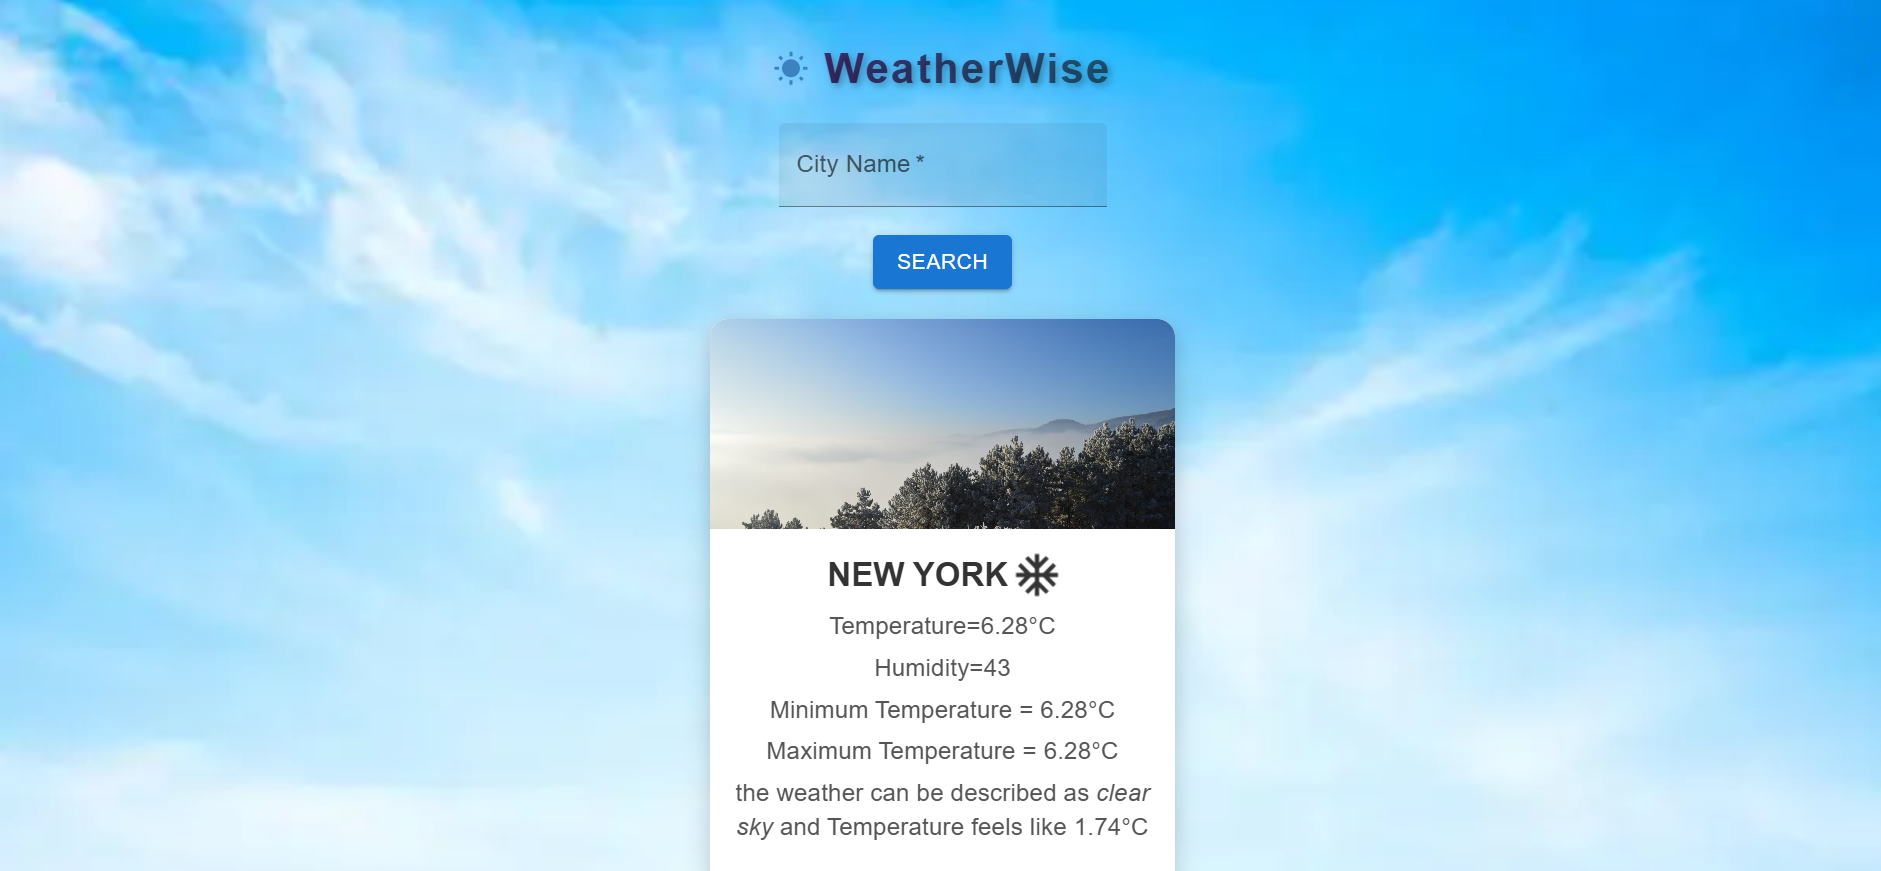 WeatherWise
City Name *
SEARCH
NEW YORK
Temperature=6.28°C
Humidity=43
Minimum Temperature = 6.28°C
Maximum Temperature = 6.28°C
the weather can be described as clear
sky and Temperature feels like 1.74°C